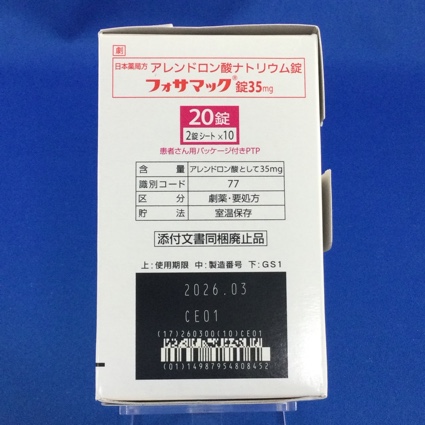 劇
日本薬局方 アレンドロン酸ナトリウム錠
フォサマック®錠35mg
20錠
2錠シート×10
患者さん用パッケージ付きPTP
含量 アレンドロン酸として35mg
識別コード 77
区分 劇薬・要処方
貯法 室温保存
添付文書同梱廃止品
上:使用期限 中:製造番号 下:GS1
2026.03
CE01
(17)260300(10)CE01
(01)14987954808452